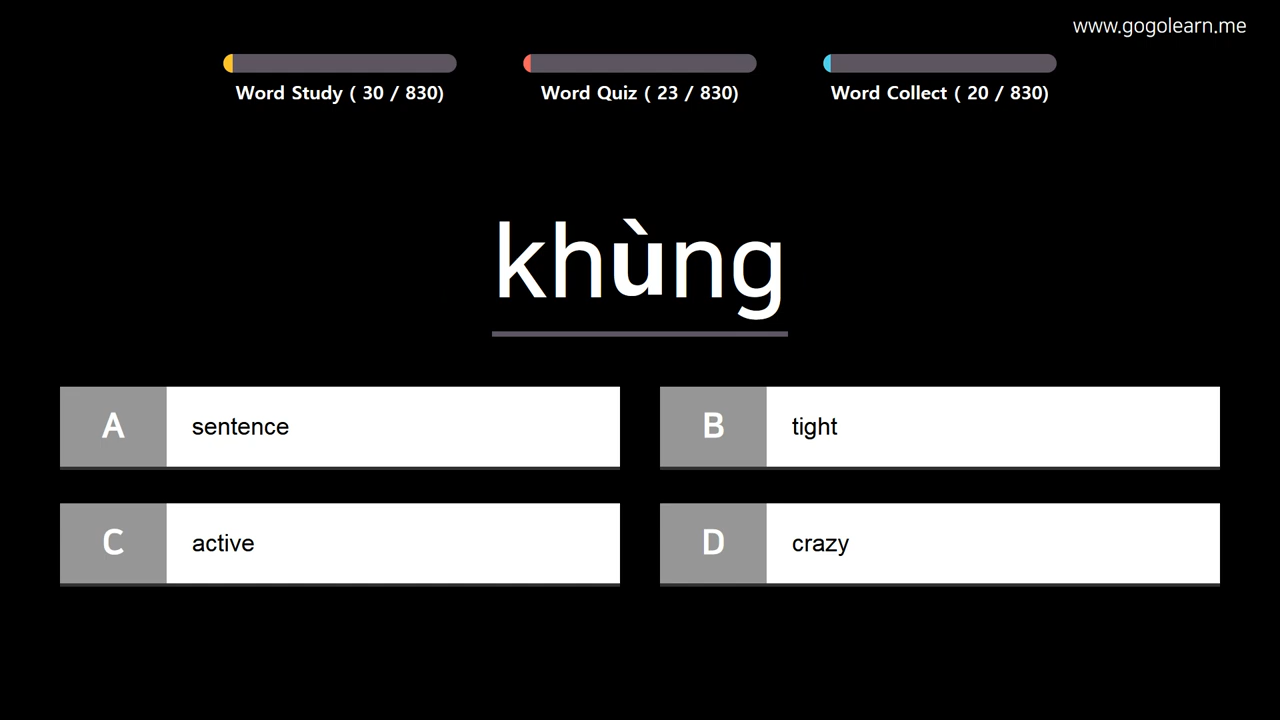 www.gogolearn.me
Word Study ( 30 / 830)
Word Quiz ( 23 / 830)
Word Collect ( 20 / 830)
khùng
A sentence
B tight
C active
D crazy